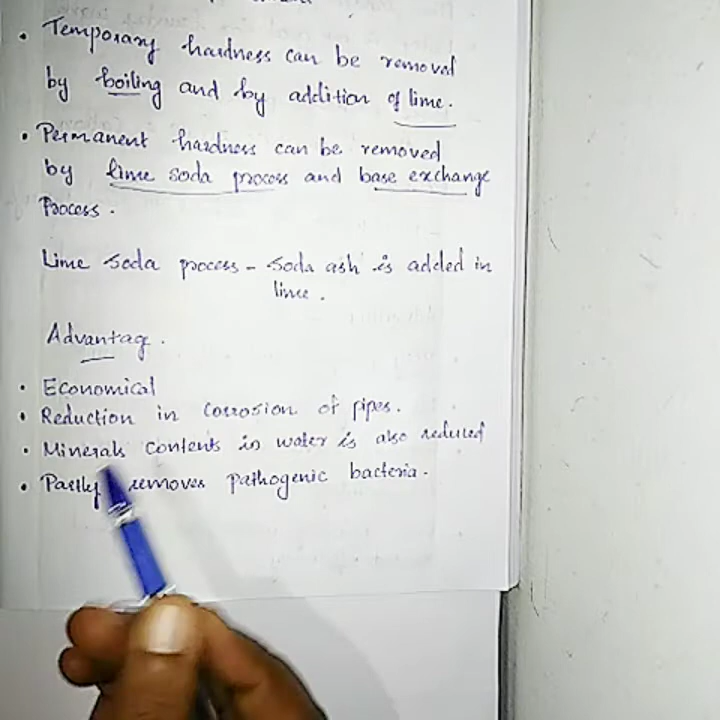 • Temporary hardness can be removed
by boiling and by addition of lime.
• Permanent hardness can be removed
by lime soda process and base exchange
Process.
Lime soda process - soda ash is added in
lime.
Advantage.
• Economical
• Reduction in corrosion of pipes.
• Minerals contents in water is also reduced
• Partly removes pathogenic bacteria.